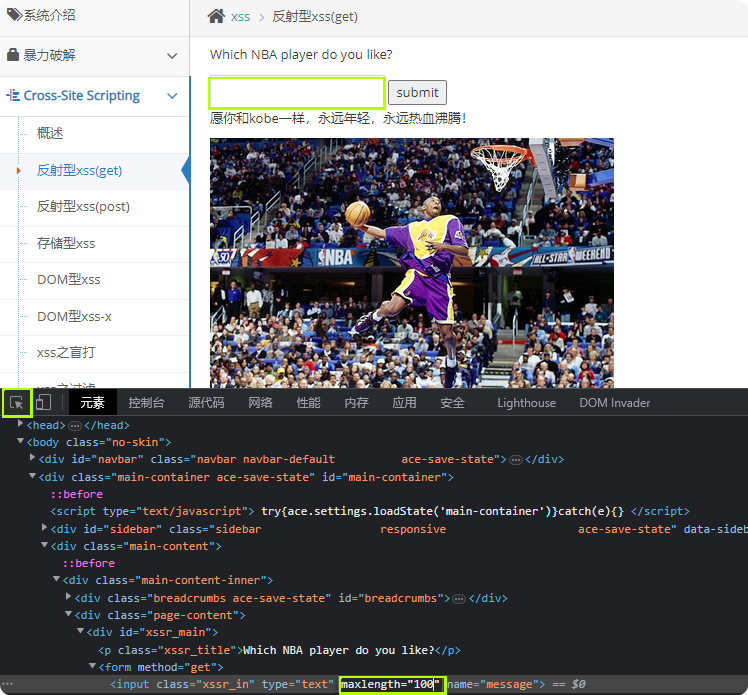 系统介绍
xss > 反射型xss(get)
暴力破解
Which NBA player do you like?
Cross-Site Scripting
submit
愿你和kobe一样，永远年轻，永远热血沸腾！
概述
反射型xss(get)
反射型xss(post)
存储型xss
DOM型xss
DOM型xss-x
xss之盲打
xss之过滤
NBA
ALL-STAR WEEKEND
元素 控制台 源代码 网络 性能 内存 应用 安全 Lighthouse DOM Invader
<head>…</head>
<body class="no-skin">
<div id="navbar" class="navbar navbar-default ace-save-state">…</div>
<div class="main-container ace-save-state" id="main-container">
::before
<script type="text/javascript"> try{ace.settings.loadState('main-container')}catch(e){} </script>
<div id="sidebar" class="sidebar responsive ace-save-state" data-sideb
<div class="main-content">
::before
<div class="main-content-inner">
<div class="breadcrumbs ace-save-state" id="breadcrumbs">…</div>
<div class="page-content">
<div id="xssr_main">
<p class="xssr_title">Which NBA player do you like?</p>
<form method="get">
<input class="xssr_in" type="text" maxlength="100" name="message"> == $0